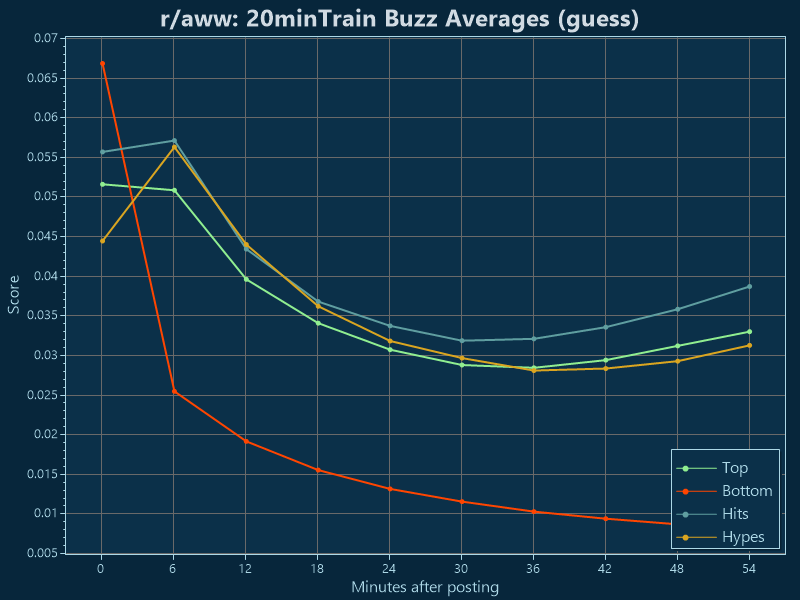 r/aww: 20minTrain Buzz Averages (guess)
0.07
0.065
0.06
0.055
0.05
0.045
0.04
0.035
0.03
0.025
0.02
0.015
0.01
0.005
Score
Top
Bottom
Hits
Hypes
0 6 12 18 24 30 36 42 48 54
Minutes after posting